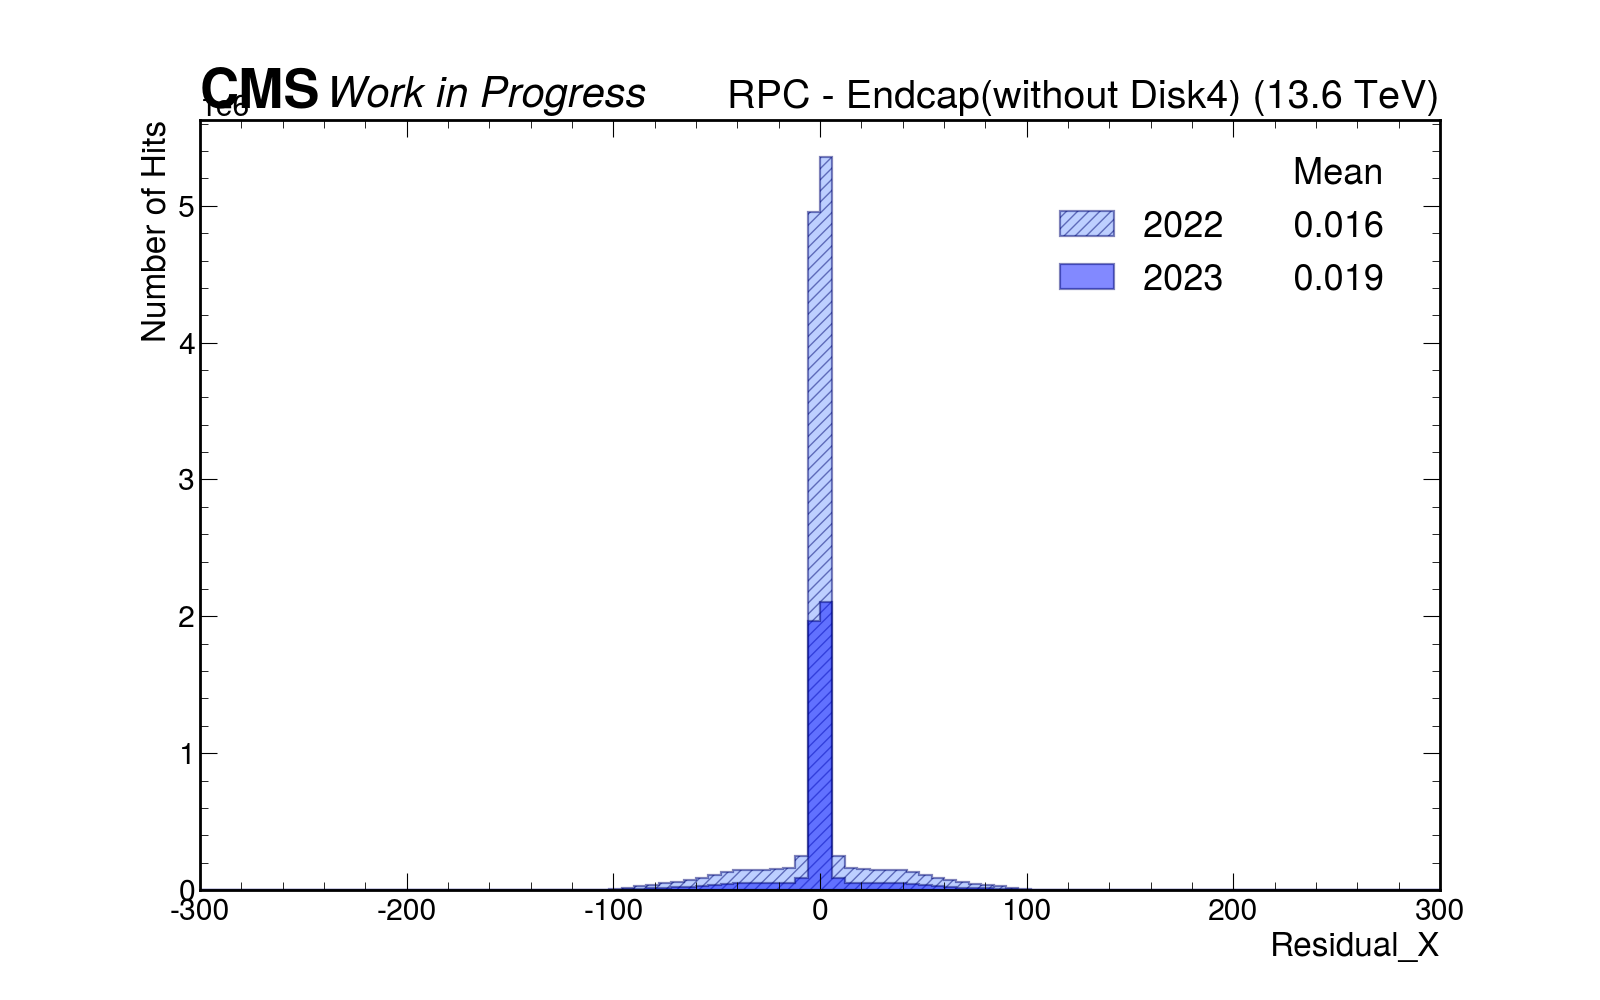 CMS Work in Progress RPC - Endcap(without Disk4) (13.6 TeV)
1e6
Number of Hits
Mean
2022 0.016
2023 0.019
5
4
3
2
1
0
-300 -200 -100 0 100 200 300
Residual_X